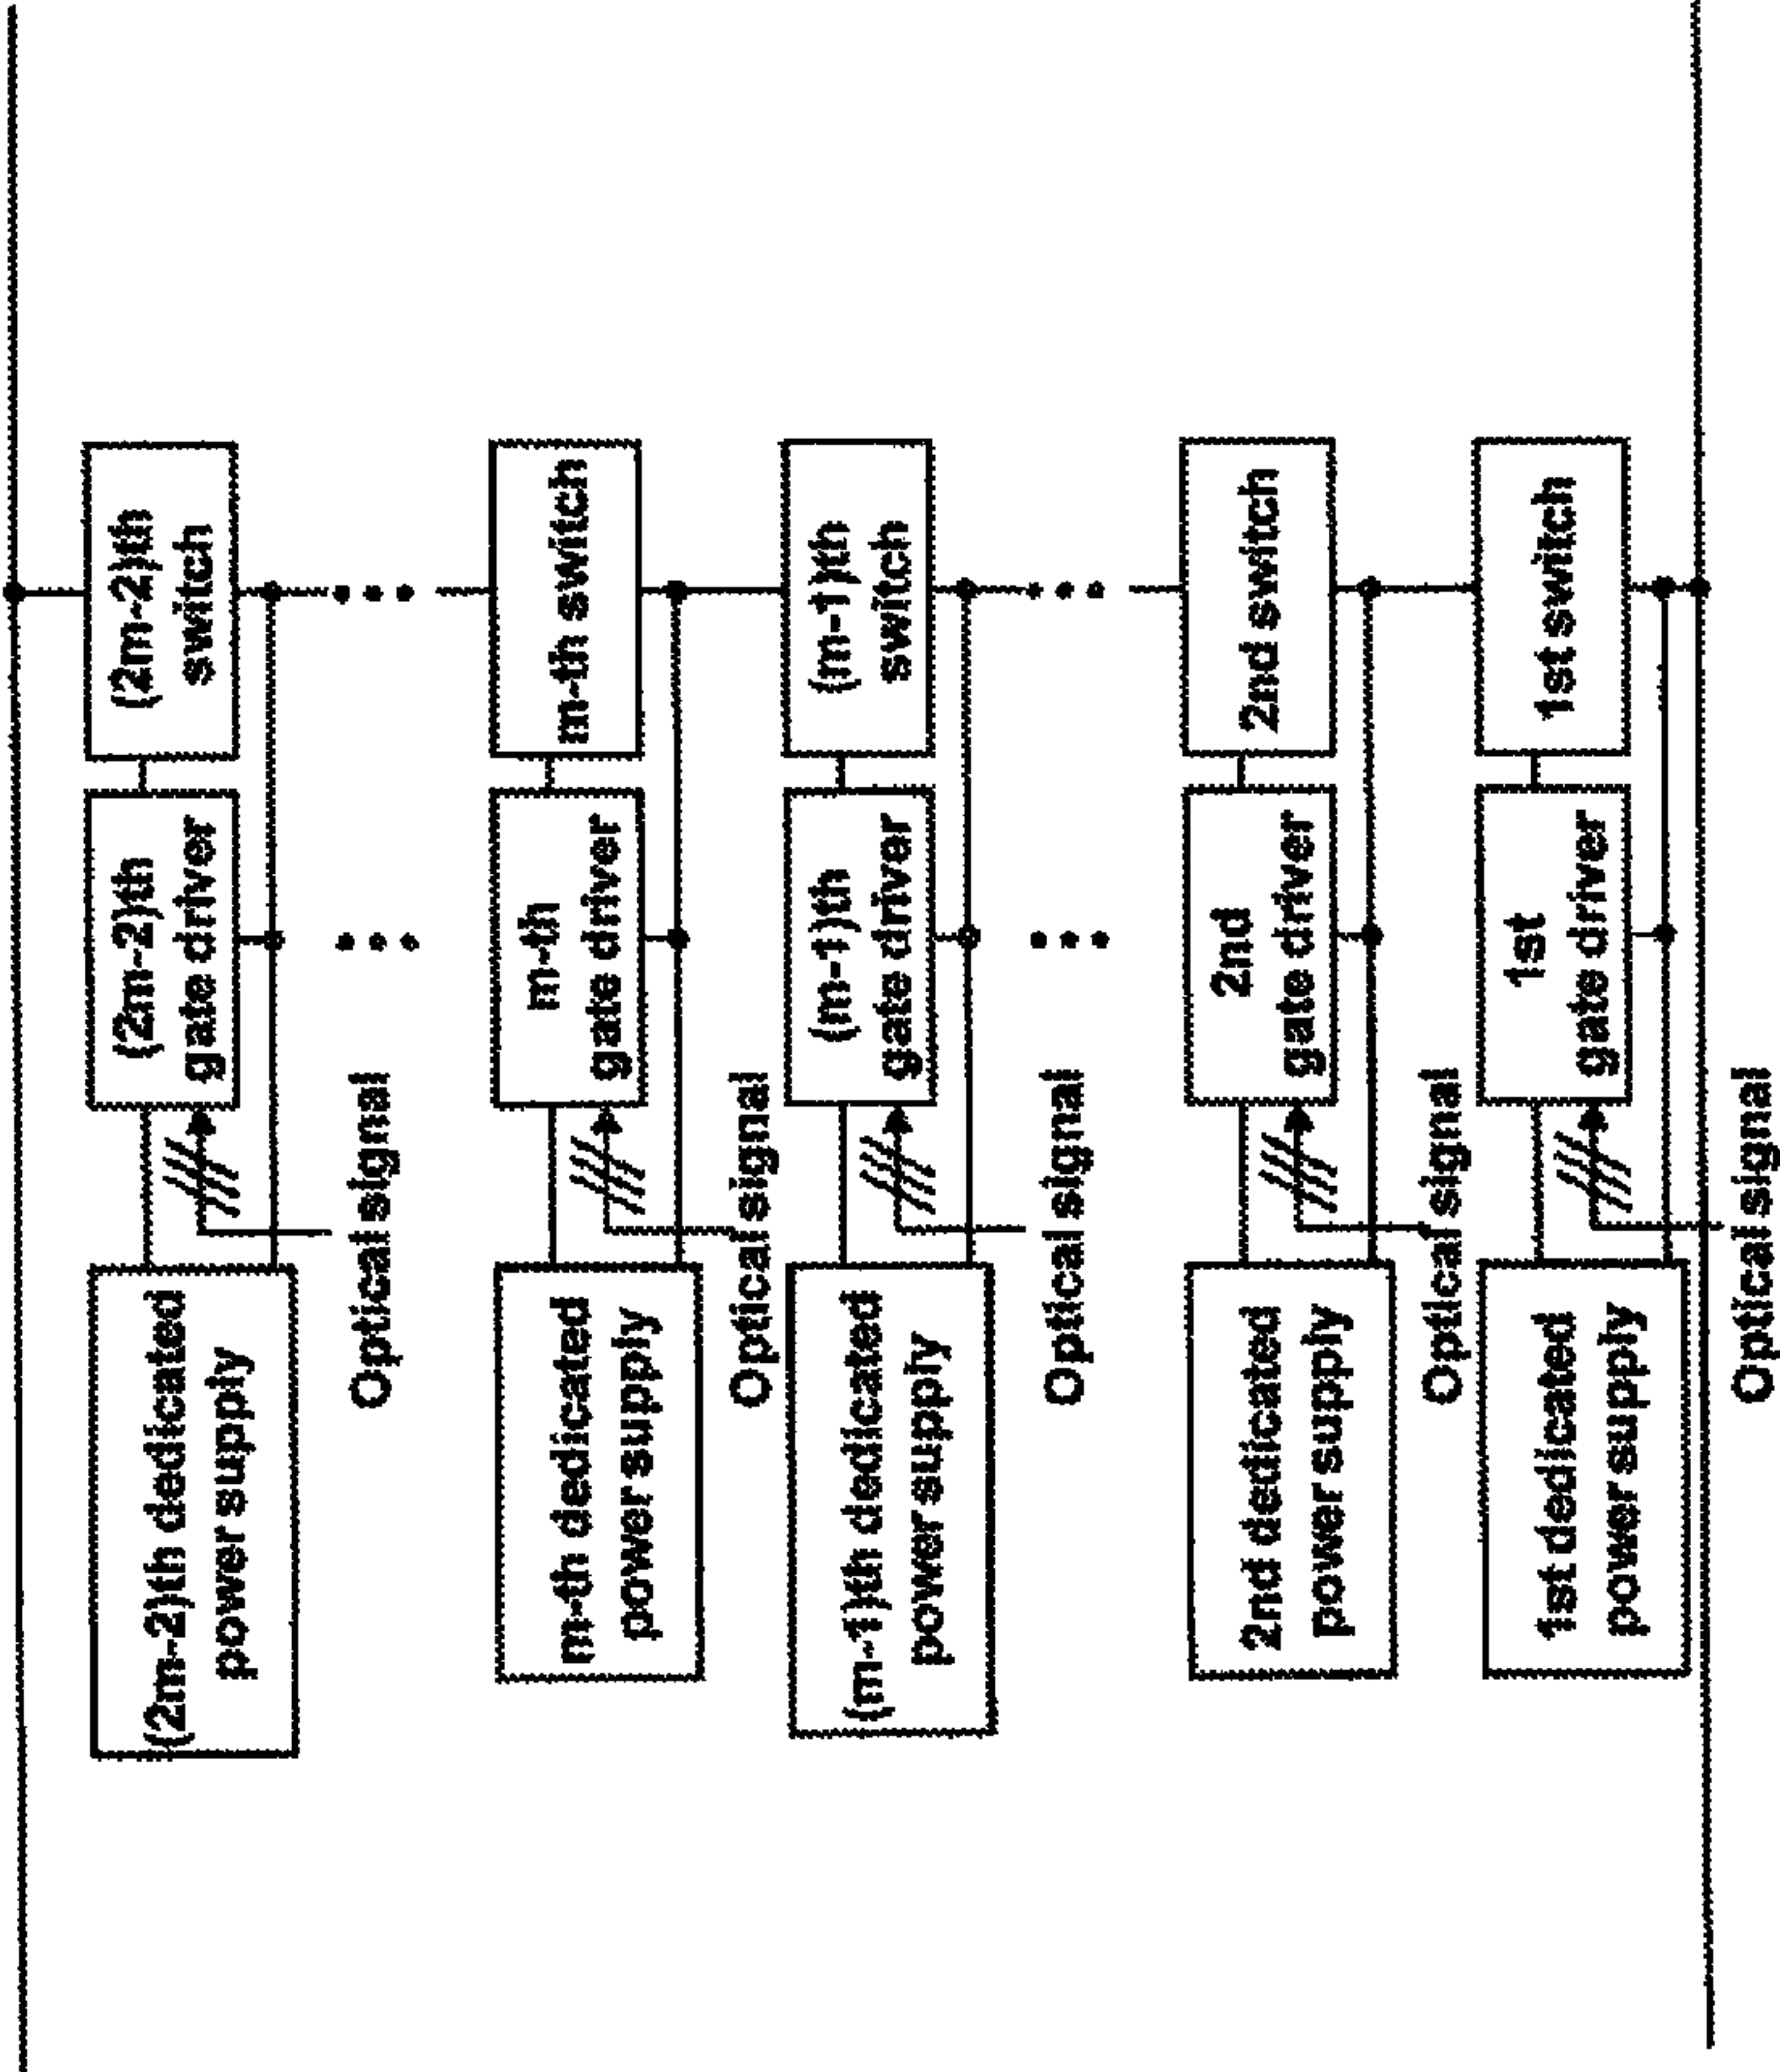 (2m-2)th dedicated
power supply
(2m-2)th
gate driver
(2m-2)th
switch
Optical signal
m-th dedicated
power supply
m-th
gate driver
m-th switch
Optical signal
(m-1)th dedicated
power supply
(m-1)th
gate driver
(m-1)th
switch
Optical signal
2nd dedicated
power supply
2nd
gate driver
2nd switch
Optical signal
1st dedicated
power supply
1st
gate driver
1st switch
Optical signal